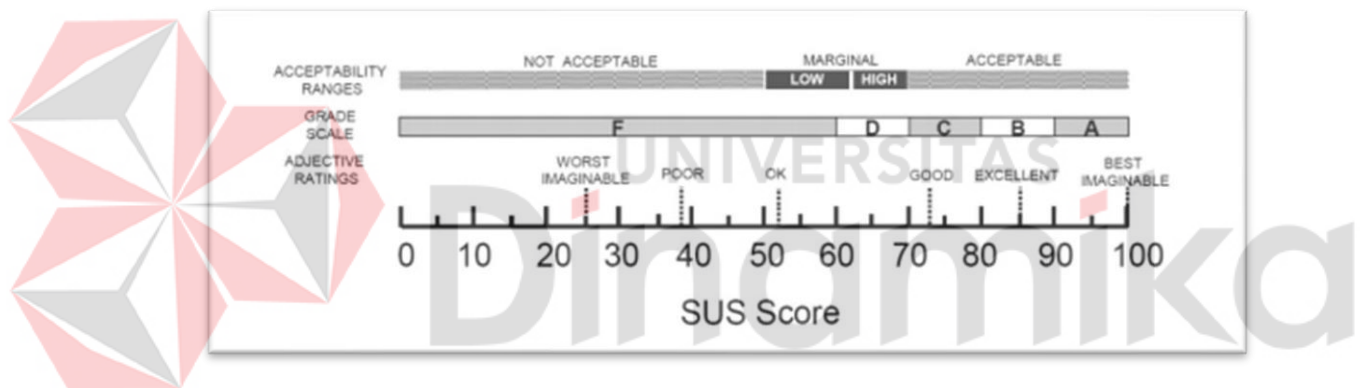 NOT ACCEPTABLE MARGINAL ACCEPTABLE
ACCEPTABILITY RANGES LOW HIGH
GRADE SCALE F D C B A
ADJECTIVE RATINGS WORST IMAGINABLE POOR OK GOOD EXCELLENT BEST IMAGINABLE
0 10 20 30 40 50 60 70 80 90 100
SUS Score
UNIVERSITAS
Dinamika